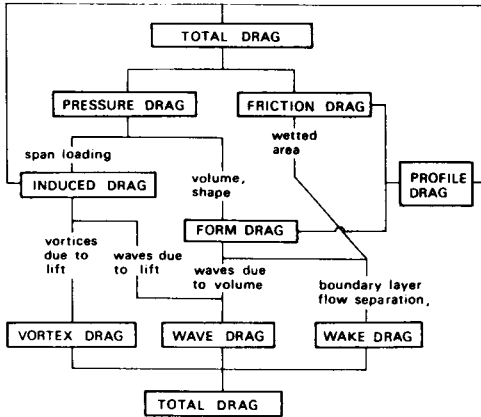 TOTAL DRAG
PRESSURE DRAG
FRICTION DRAG
wetted
area
span loading
INDUCED DRAG
volume,
shape
PROFILE
DRAG
FORM DRAG
vortices
due to
lift
waves due
to lift
waves due
to volume
boundary layer
flow separation,
VORTEX DRAG
WAVE DRAG
WAKE DRAG
TOTAL DRAG